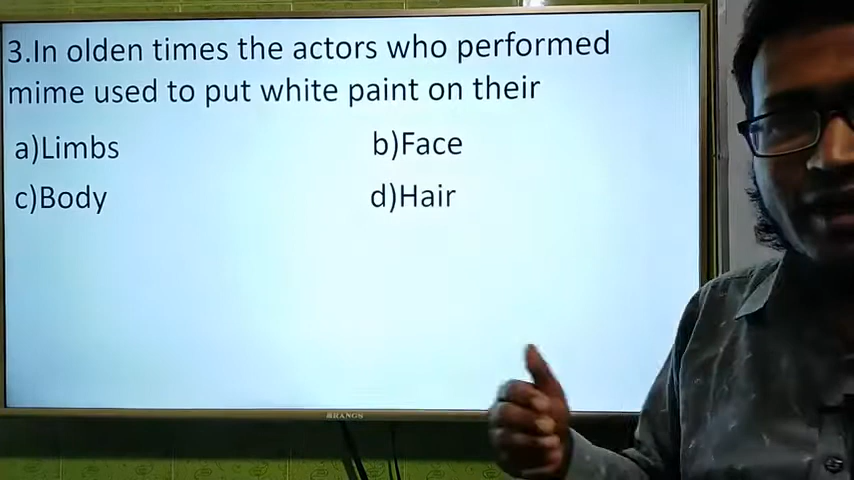 3.In olden times the actors who performed
mime used to put white paint on their
a)Limbs
b)Face
c)Body
d)Hair
RANGS